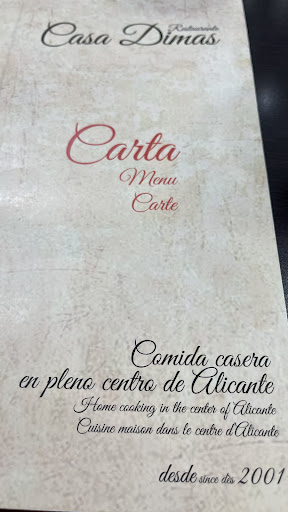 Restaurante
Casa Dimas
Carta
Menu
Carte
Comida casera
en pleno centro de Alicante
Home cooking in the center of Alicante
Cuisine maison dans le centre d'Alicante
desde since dès 2001